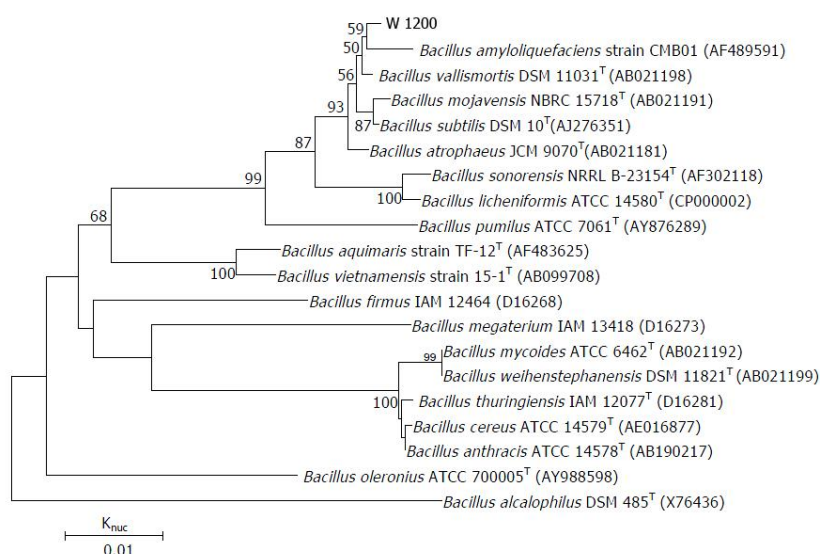 59
W 1200
50
Bacillus amyloliquefaciens strain CMB01 (AF489591)
56
Bacillus vallismortis DSM 11031ᵀ (AB021198)
93
Bacillus mojavensis NBRC 15718ᵀ (AB021191)
87
Bacillus subtilis DSM 10ᵀ(AJ276351)
87
Bacillus atrophaeus JCM 9070ᵀ(AB021181)
99
Bacillus sonorensis NRRL B-23154ᵀ (AF302118)
100
Bacillus licheniformis ATCC 14580ᵀ (CP000002)
68
Bacillus pumilus ATCC 7061ᵀ (AY876289)
Bacillus aquimaris strain TF-12ᵀ (AF483625)
100
Bacillus vietnamensis strain 15-1ᵀ (AB099708)
Bacillus firmus IAM 12464 (D16268)
Bacillus megaterium IAM 13418 (D16273)
99
Bacillus mycoides ATCC 6462ᵀ (AB021192)
Bacillus weihenstephanensis DSM 11821ᵀ (AB021199)
100
Bacillus thuringiensis IAM 12077ᵀ (D16281)
Bacillus cereus ATCC 14579ᵀ (AE016877)
Bacillus anthracis ATCC 14578ᵀ (AB190217)
Bacillus oleronius ATCC 700005ᵀ (AY988598)
Bacillus alcalophilus DSM 485ᵀ (X76436)
Knuc
0.01